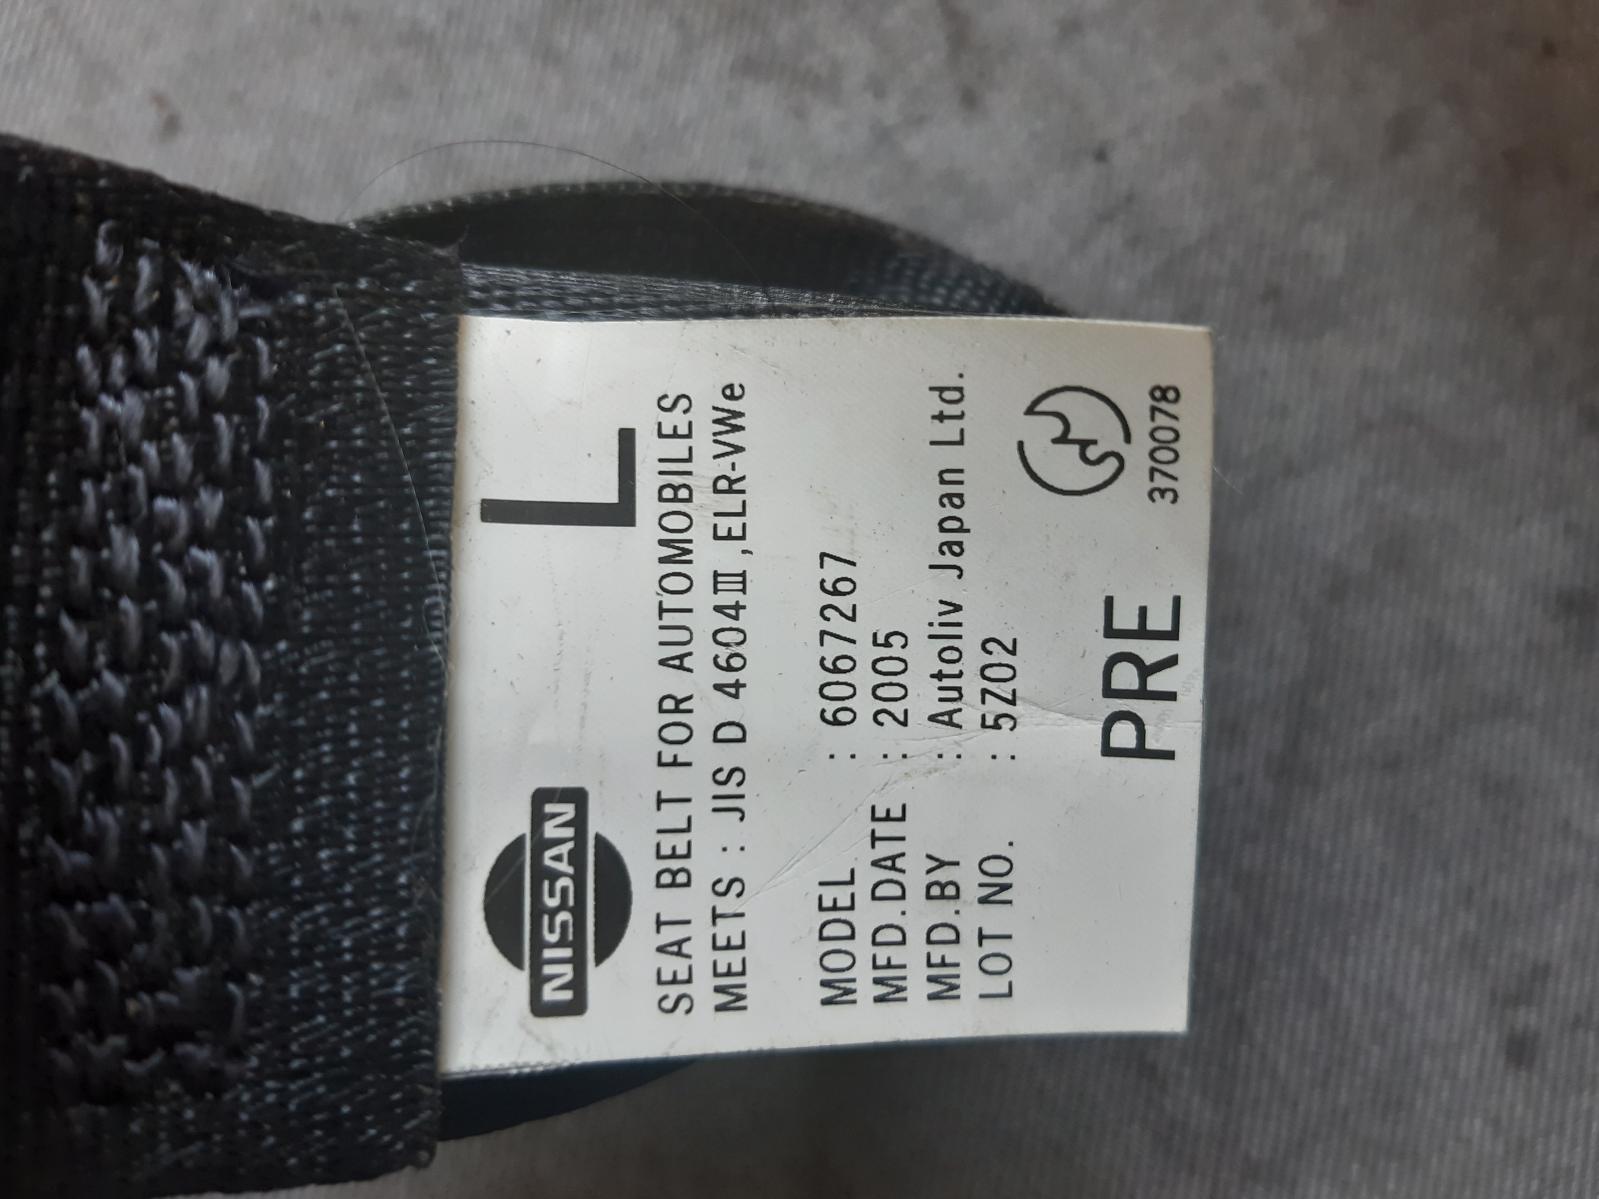 NISSAN L
SEAT BELT FOR AUTOMOBILES
MEETS : JIS D 4604Ⅲ ,ELR-VWe
MODEL : 6067267
MFD.DATE : 2005
MFD.BY : Autoliv Japan Ltd.
LOT NO. : 5Z02
PRE
370078